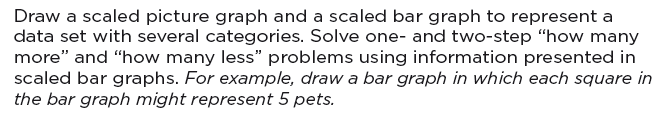 Draw a scaled picture graph and a scaled bar graph to represent a
data set with several categories. Solve one- and two-step “how many
more” and “how many less” problems using information presented in
scaled bar graphs. For example, draw a bar graph in which each square in
the bar graph might represent 5 pets.